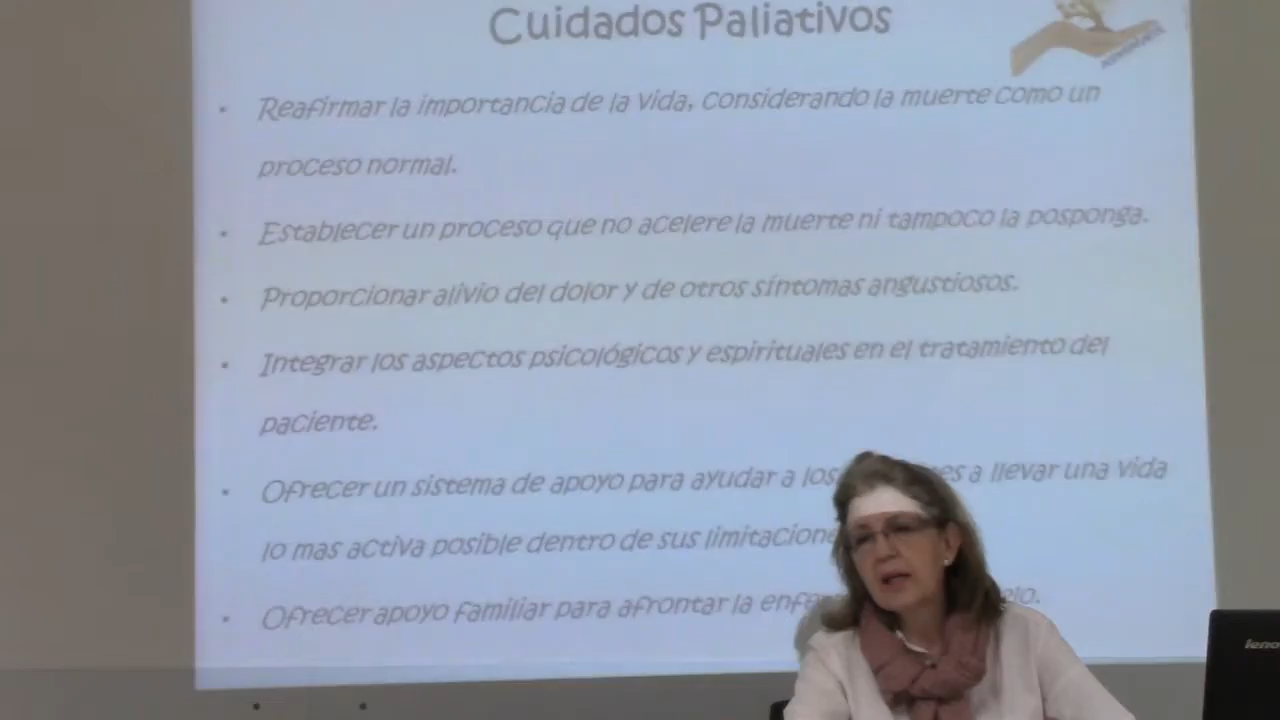 Cuidados Paliativos
• Reafirmar la importancia de la vida, considerando la muerte como un
proceso normal.
• Establecer un proceso que no acelere la muerte ni tampoco la posponga.
• Proporcionar alivio del dolor y de otros síntomas angustiosos.
• Integrar los aspectos psicológicos y espirituales en el tratamiento del
paciente.
• Ofrecer un sistema de apoyo para ayudar a los a llevar una vida
lo mas activa posible dentro de sus
• Ofrecer apoyo familiar para afrontar la